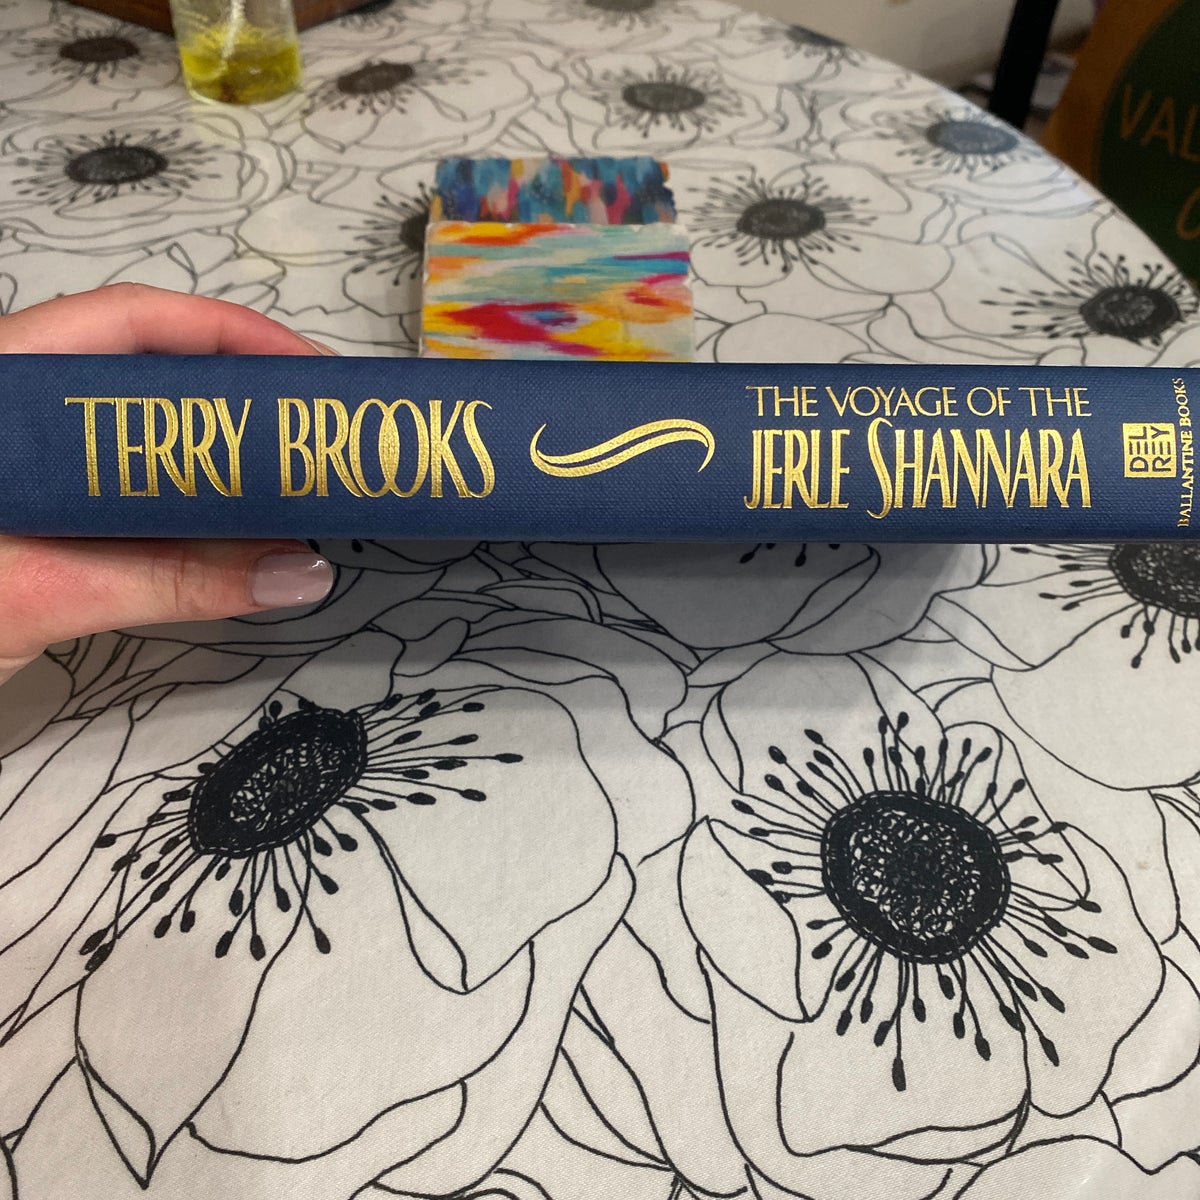 TERRY BROOKS
THE VOYAGE OF THE
JERLE SHANNARA
DEL
REY
BALLANTINE BOOKS